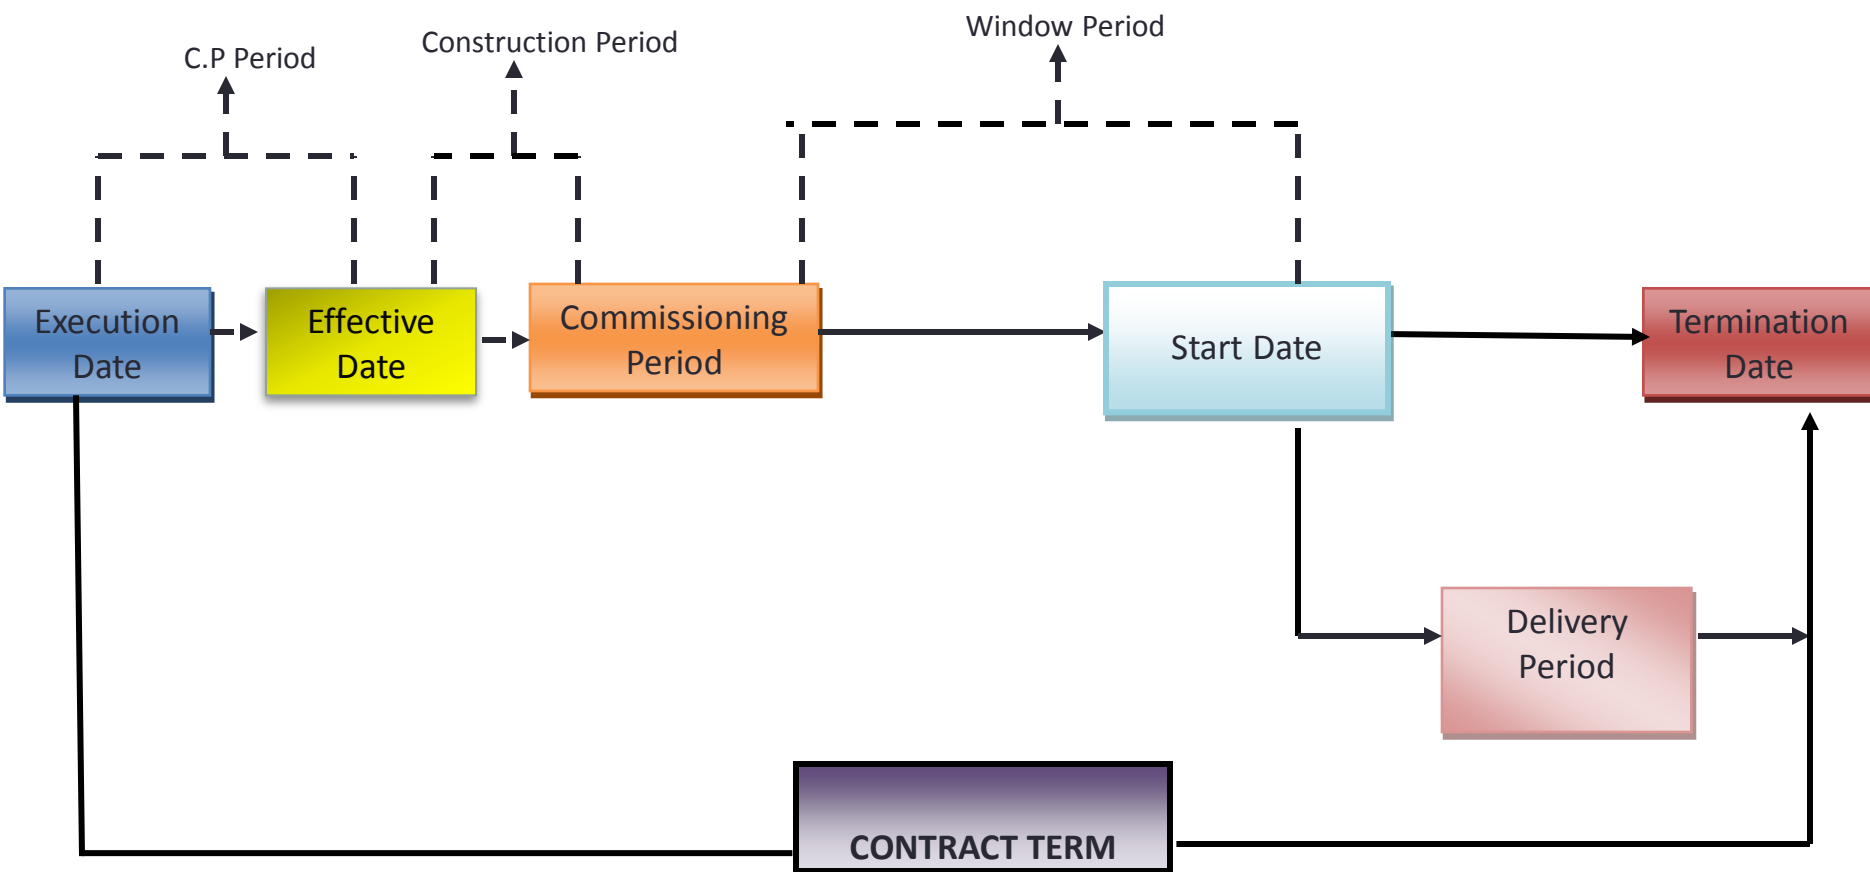 Window Period
Construction Period
C.P Period
Execution
Date
Effective
Date
Commissioning
Period
Start Date
Termination
Date
Delivery
Period
CONTRACT TERM